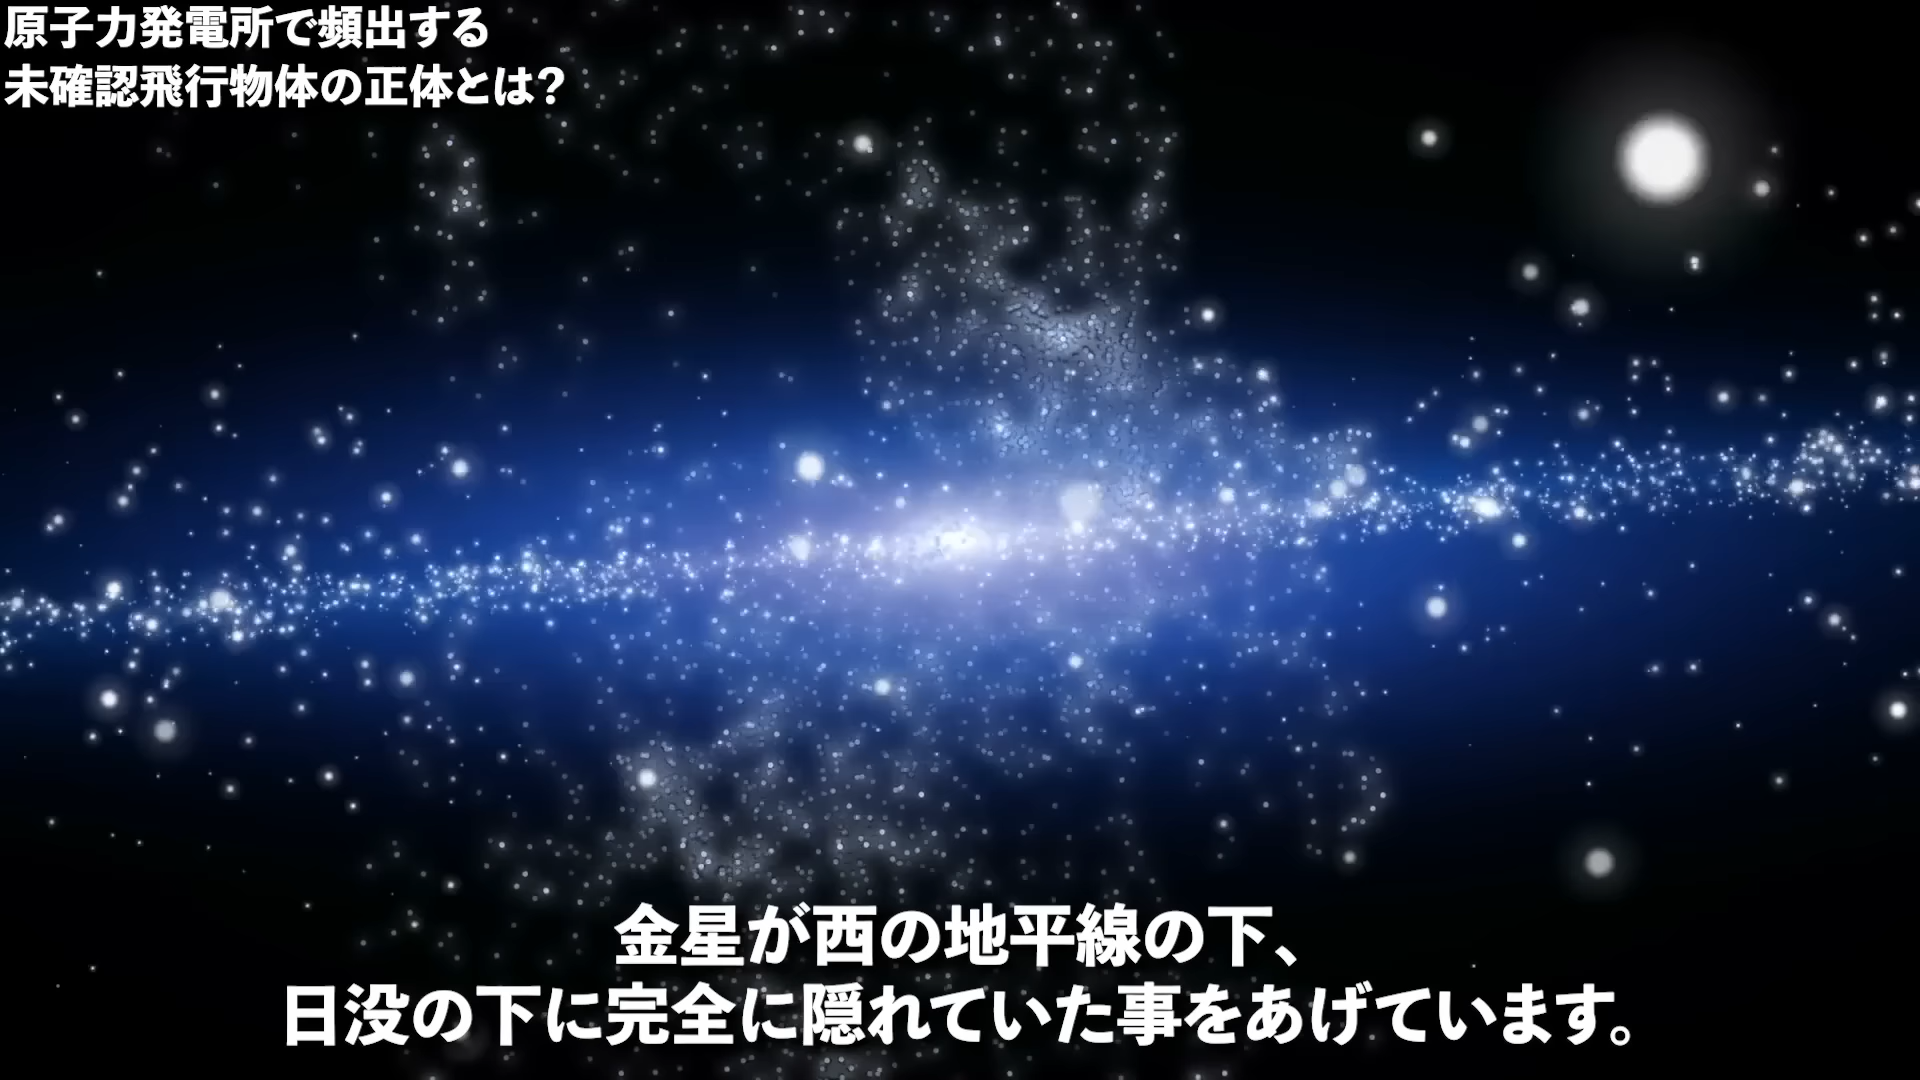 原子力発電所で頻出する
未確認飛行物体の正体とは?
金星が西の地平線の下、
日没の下に完全に隠れていた事をあげています。